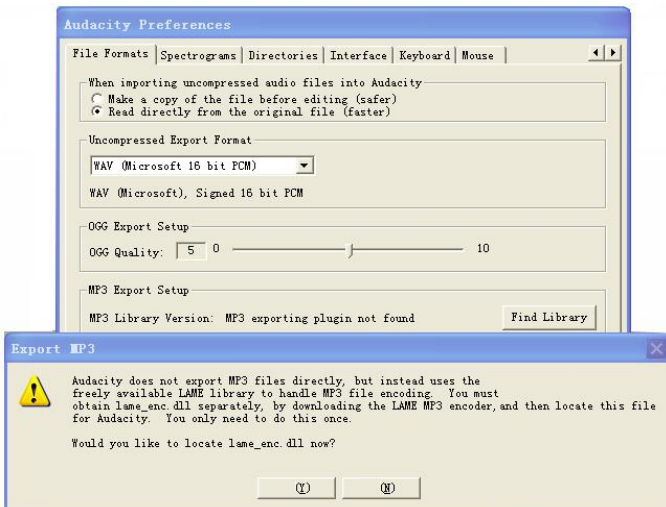 Audacity Preferences
File Formats Spectrograms Directories Interface Keyboard Mouse
When importing uncompressed audio files into Audacity
Make a copy of the file before editing (safer)
Read directly from the original file (faster)
Uncompressed Export Format
WAV (Microsoft 16 bit PCM)
WAV (Microsoft), Signed 16 bit PCM
OGG Export Setup
OGG Quality: 5 0 10
MP3 Export Setup
MP3 Library Version: MP3 exporting plugin not found Find Library
Export MP3
Audacity does not export MP3 files directly, but instead uses the
freely available LAME library to handle MP3 file encoding. You must
obtain lame_enc.dll separately, by downloading the LAME MP3 encoder, and then locate this file
for Audacity. You only need to do this once.
Would you like to locate lame_enc.dll now?
(Y) (N)